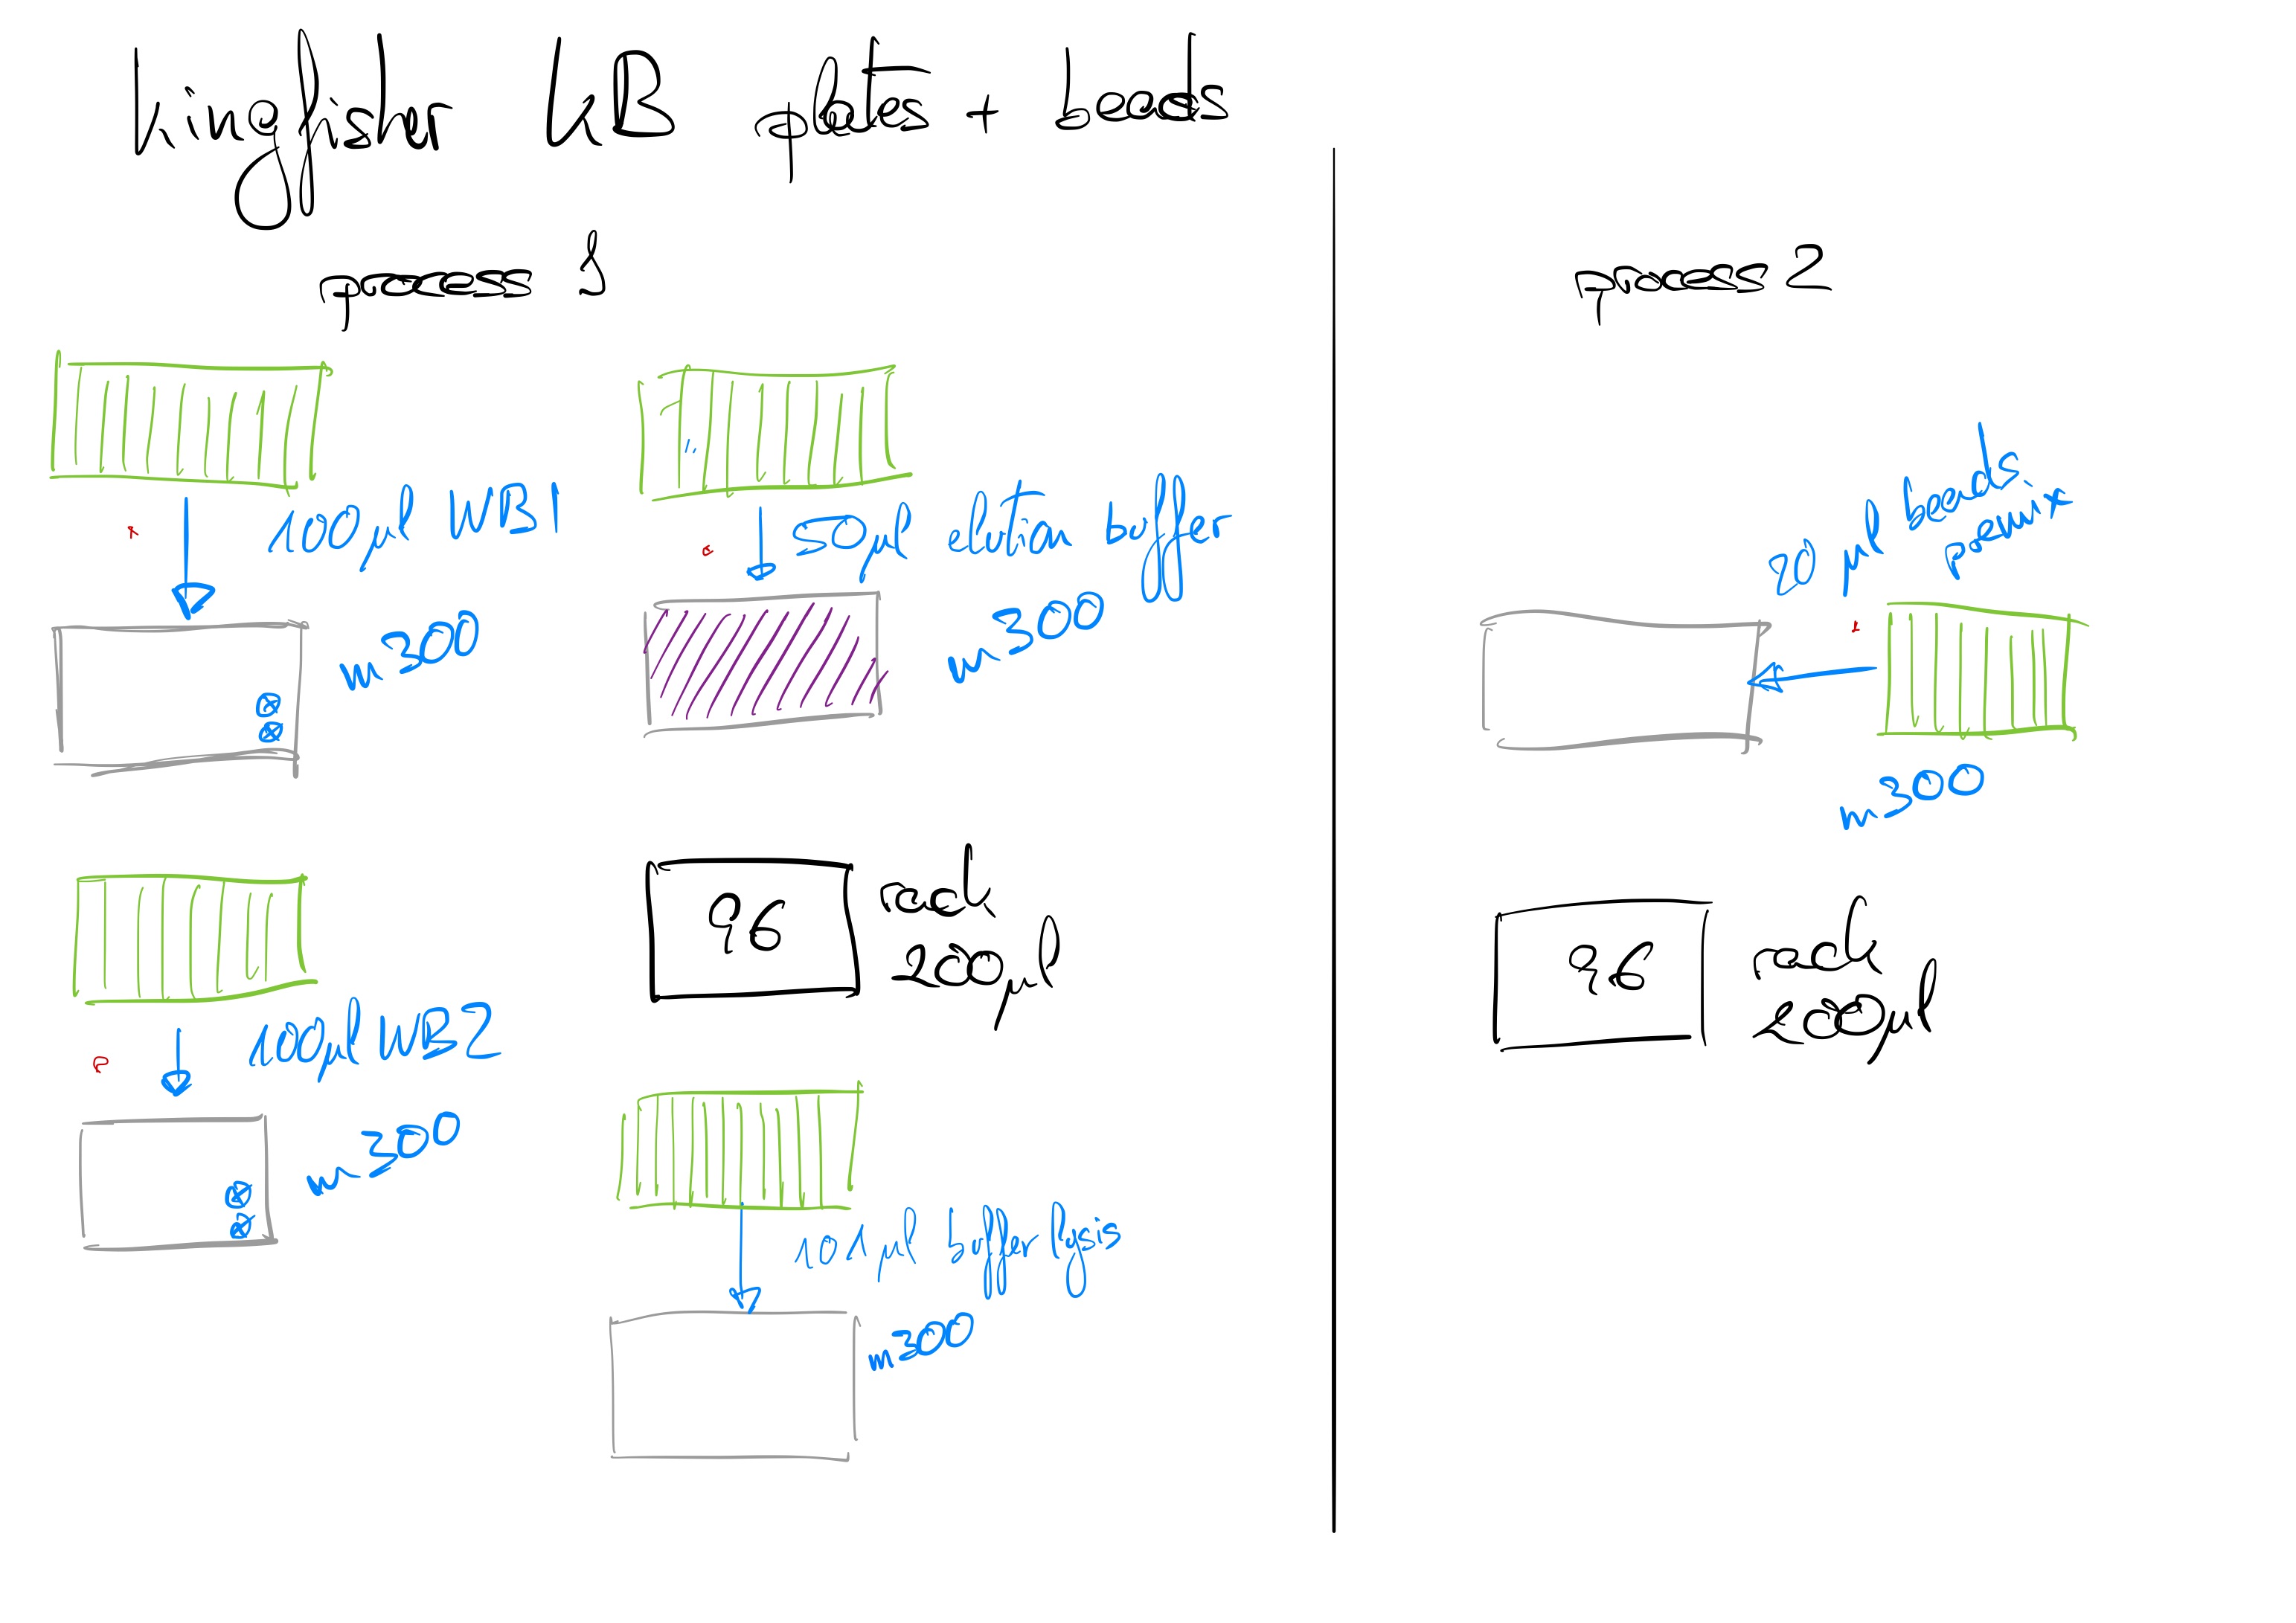 kingfisher KB plates + beads
process 1
100µl WB1
m300
50µl elution buffer
m300
100µl WB2
m300
96
rack
200µl
101µl buffer lysis
m300
process 2
20 µl beads
premix
m300
96
rack
200µl